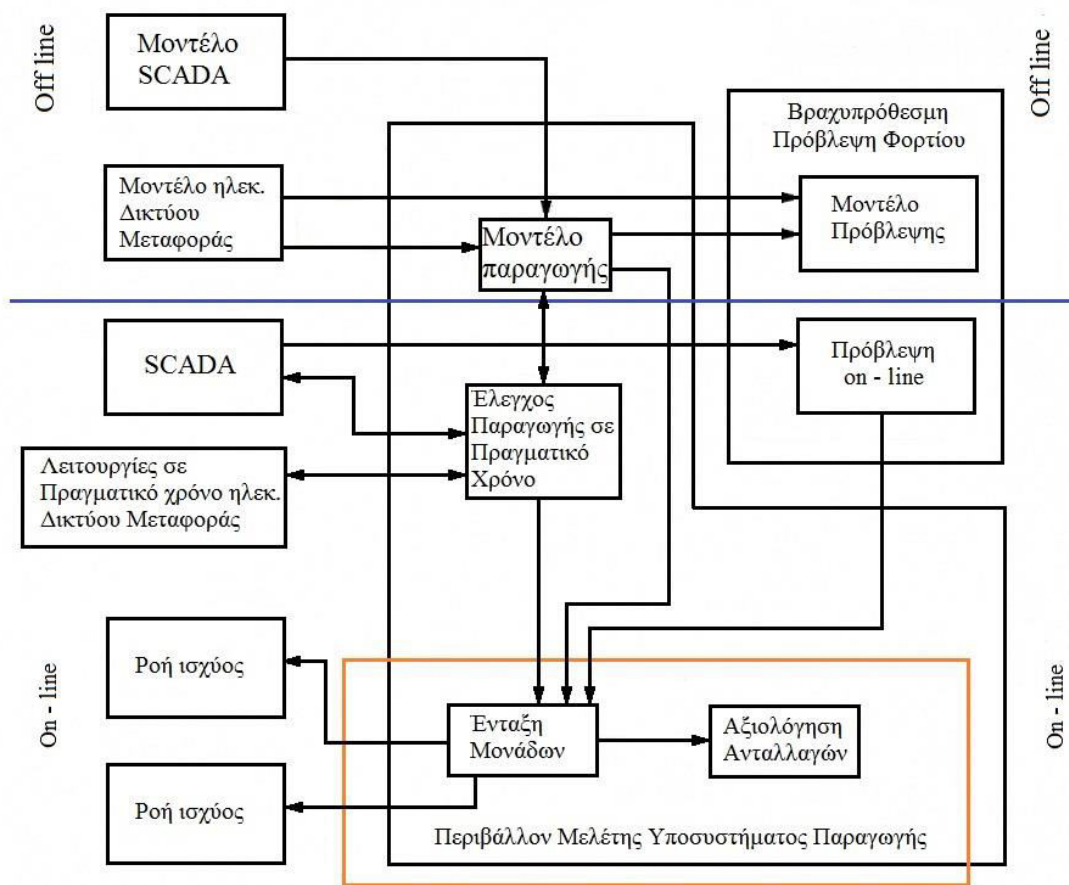 Off line
Μοντέλο
SCADA
Off line
Βραχυπρόθεσμη
Πρόβλεψη Φορτίου
Μοντέλο ηλεκ.
Δικτύου
Μεταφοράς
Μοντέλο
παραγωγής
Μοντέλο
Πρόβλεψης
SCADA
Πρόβλεψη
on - line
Έλεγχος
Παραγωγής σε
Πραγματικό
Χρόνο
Λειτουργίες σε
Πραγματικό χρόνο ηλεκ.
Δικτύου Μεταφοράς
On - line
Ροή ισχύος
Ένταξη
Μονάδων
Αξιολόγηση
Ανταλλαγών
On - line
Ροή ισχύος
Περιβάλλον Μελέτης Υποσυστήματος Παραγωγής